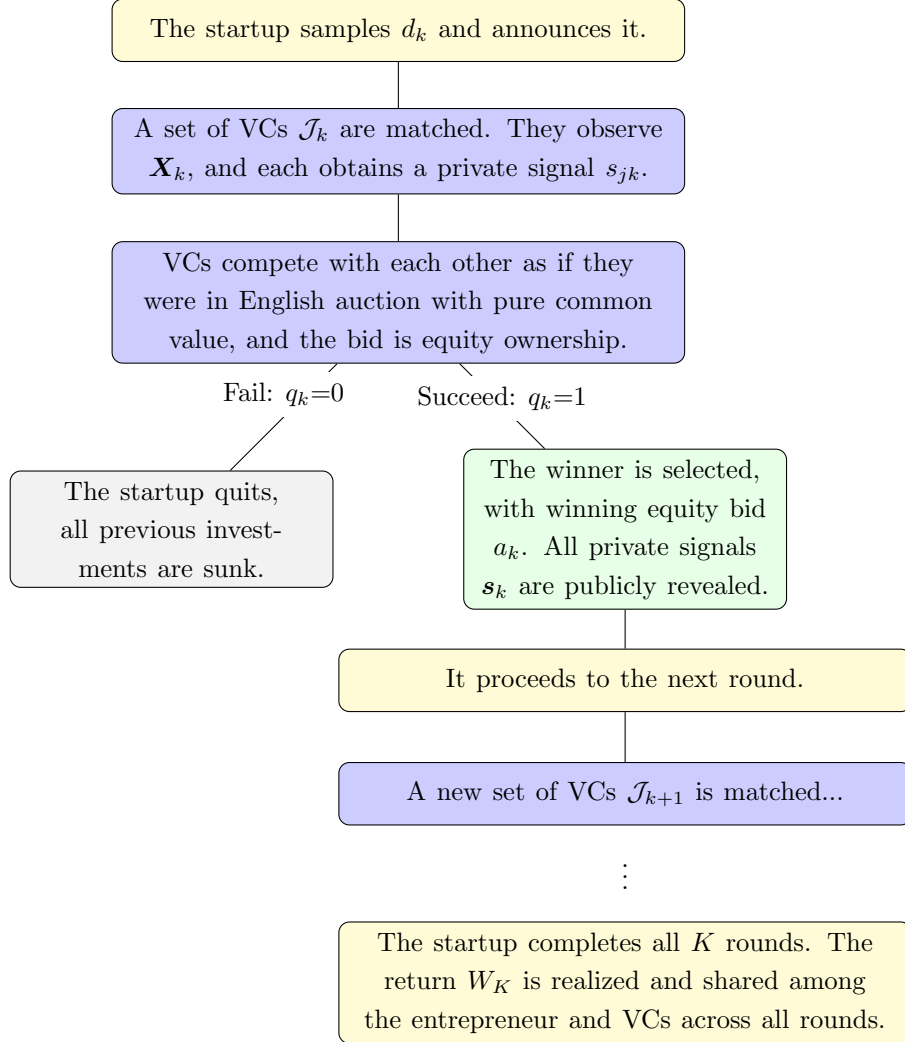 The startup samples d_k and announces it.
A set of VCs 𝒥_k are matched. They observe
𝑿_k, and each obtains a private signal s_jk.
VCs compete with each other as if they
were in English auction with pure common
value, and the bid is equity ownership.
Fail: q_k=0
Succeed: q_k=1
The startup quits,
all previous invest-
ments are sunk.
The winner is selected,
with winning equity bid
a_k. All private signals
𝒔_k are publicly revealed.
It proceeds to the next round.
A new set of VCs 𝒥_k+1 is matched...
⋮
The startup completes all K rounds. The
return W_K is realized and shared among
the entrepreneur and VCs across all rounds.